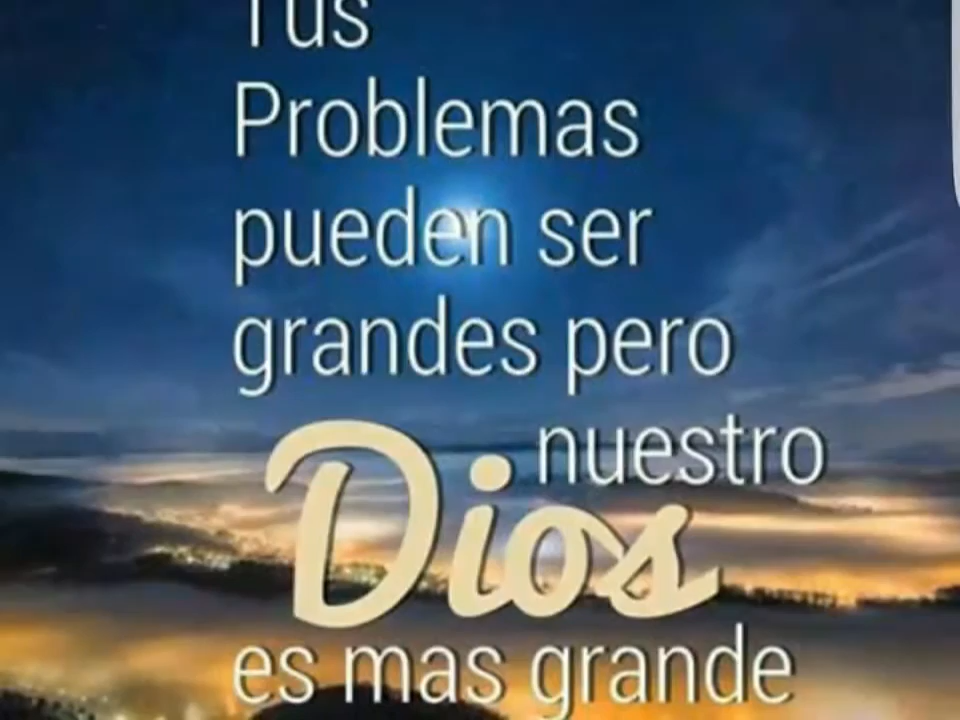 Tus
Problemas
pueden ser
grandes pero
nuestro
Dios
es mas grande